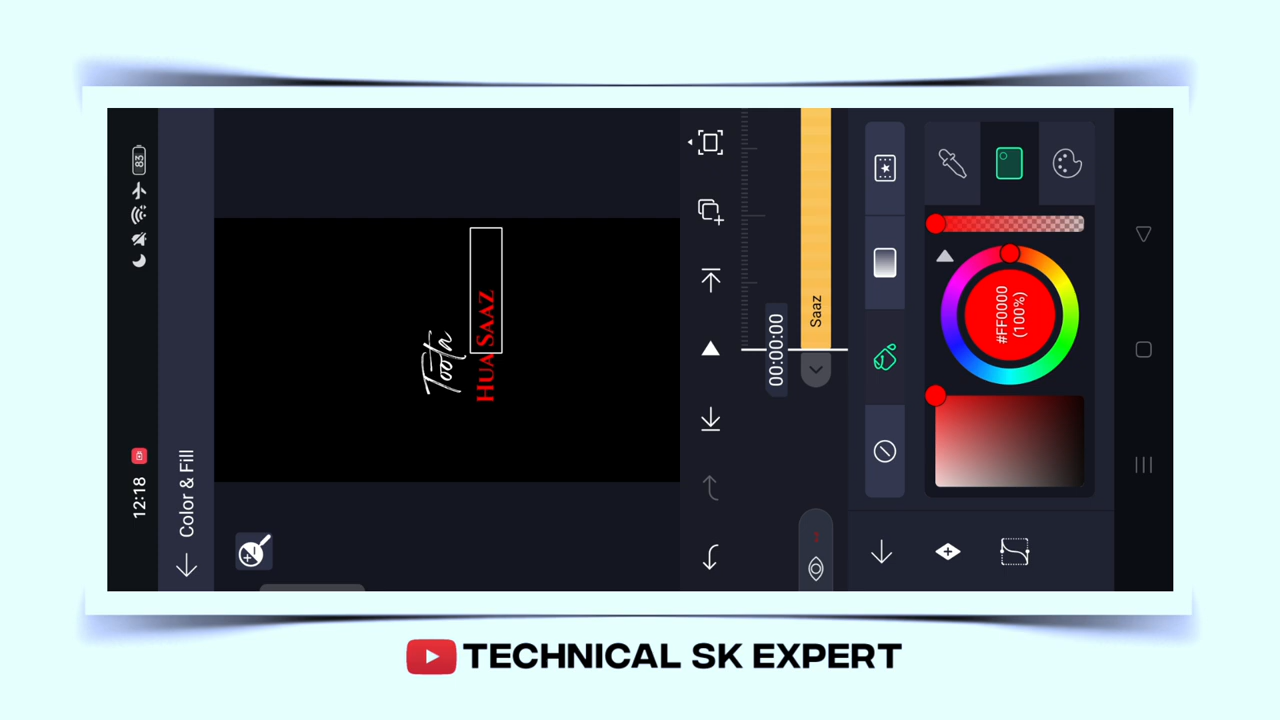 12:18
83
Color & Fill
Toota
HUA SAAZ
00:00:00
Saaz
#FF0000
(100%)
TECHNICAL SK EXPERT